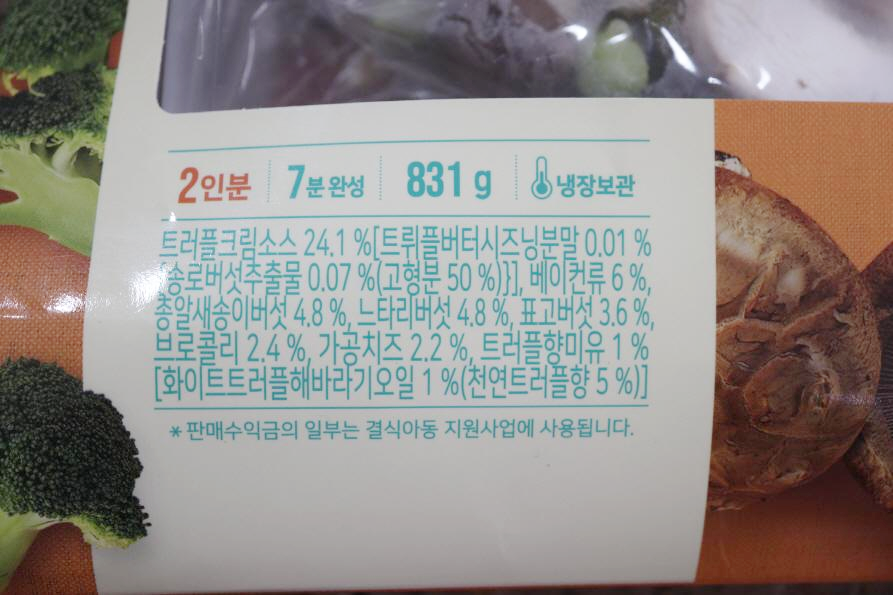 2인분 7분 완성 831 g 냉장보관
트러플크림소스 24.1 %[트뤼플버터시즈닝분말 0.01 %
{송로버섯추출물 0.07 %(고형분 50 %)}], 베이컨류 6 %,
총알새송이버섯 4.8 %, 느타리버섯 4.8 %, 표고버섯 3.6 %,
브로콜리 2.4 %, 가공치즈 2.2 %, 트러플향미유 1 %
[화이트트러플해바라기오일 1 %(천연트러플향 5 %)]
* 판매수익금의 일부는 결식아동 지원사업에 사용됩니다.